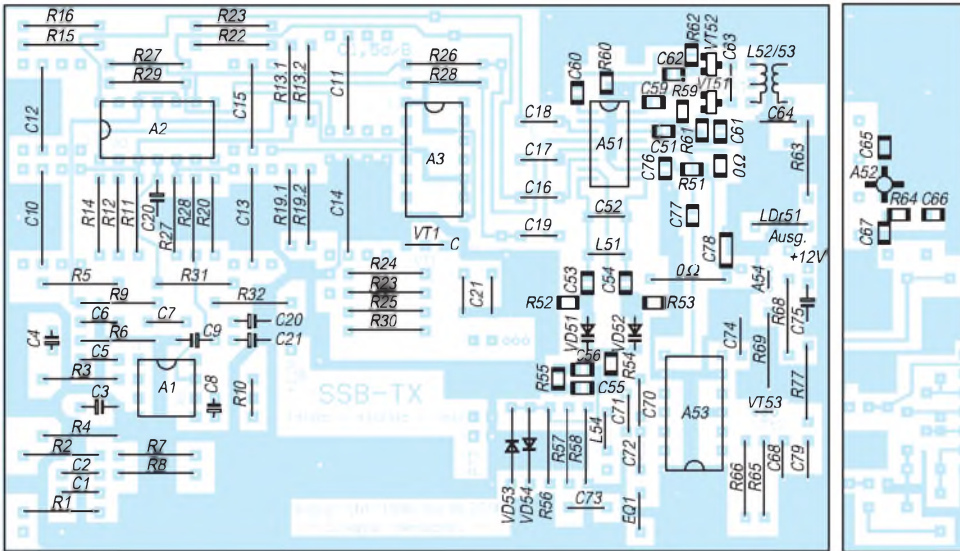 R16
R15
R23
R22
R27
R29
R13.1
R13.2
C11
R26
R28
C12
A2
C15
A3
C10
R14
R12
R11
C20
R27
R28
R20
C13
R19.1
R19.2
C14
VT1
C
R5
R31
R9
R32
C6
C7
C4
R6
C9
C20
C21
C5
R3
A1
C8
R10
C3
R4
R2
R7
C2
R8
C1
R1
R24
R23
R25
R30
C21
SSB-TX
C18
C17
C16
C19
C60
R60
A51
C62
R62
VT52
C63
L52/53
C59
R59
VT51
C64
C51
R61
C61
R63
C76
R51
0Ω
C52
C77
LDr51
Ausg.
+12V
L51
C78
C53
C54
0Ω
A54
R52
R53
R68
C75
VD51
VD52
C74
R69
C56
R54
R55
C55
A53
R77
VT53
C71
C70
L54
C72
R57
R58
VD53
VD54
R56
C73
EQ1
R66
R65
C68
C79
C65
A52
R64
C66
C67